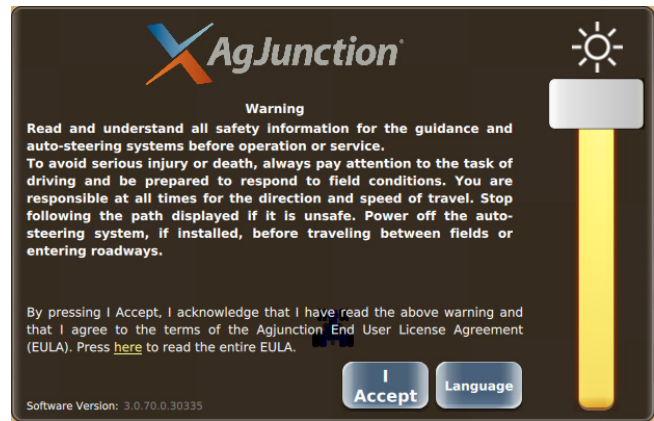 AgJunction
Warning
Read and understand all safety information for the guidance and
auto-steering systems before operation or service.
To avoid serious injury or death, always pay attention to the task of
driving and be prepared to respond to field conditions. You are
responsible at all times for the direction and speed of travel. Stop
following the path displayed if it is unsafe. Power off the auto-
steering system, if installed, before traveling between fields or
entering roadways.
By pressing I Accept, I acknowledge that I have read the above warning and
that I agree to the terms of the Agjunction End User License Agreement
(EULA). Press here to read the entire EULA.
I
Accept
Language
Software Version: 3.0.70.0.30335